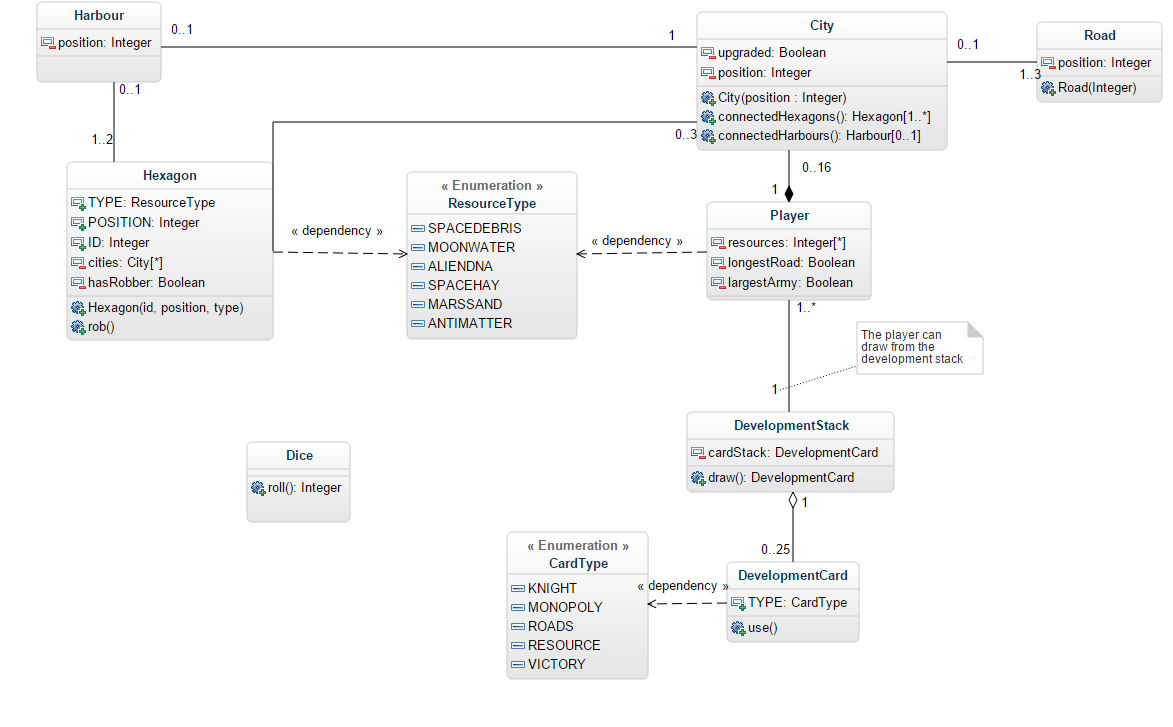 Harbour
position: Integer
0..1
1
0..1
1..2
City
upgraded: Boolean
position: Integer
City(position : Integer)
connectedHexagons(): Hexagon[1..*]
connectedHarbours(): Harbour[0..1]
0..1
1..3
Road
position: Integer
Road(Integer)
0..3
0..16
1
Hexagon
TYPE: ResourceType
POSITION: Integer
ID: Integer
cities: City[*]
hasRobber: Boolean
Hexagon(id, position, type)
rob()
« dependency »
« Enumeration »
ResourceType
SPACEDEBRIS
MOONWATER
ALIENDNA
SPACEHAY
MARSSAND
ANTIMATTER
« dependency »
Player
resources: Integer[*]
longestRoad: Boolean
largestArmy: Boolean
1..*
The player can
draw from the
development stack
1
DevelopmentStack
cardStack: DevelopmentCard
draw(): DevelopmentCard
1
0..25
Dice
roll(): Integer
« Enumeration »
CardType
KNIGHT
MONOPOLY
ROADS
RESOURCE
VICTORY
« dependency »
DevelopmentCard
TYPE: CardType
use()